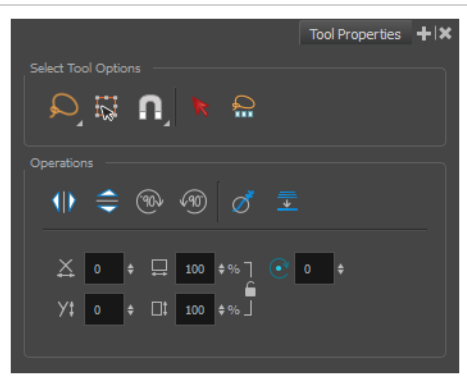 Tool Properties
Select Tool Options
Operations
90 90
X 0 100 % 0
Y 0 100 %